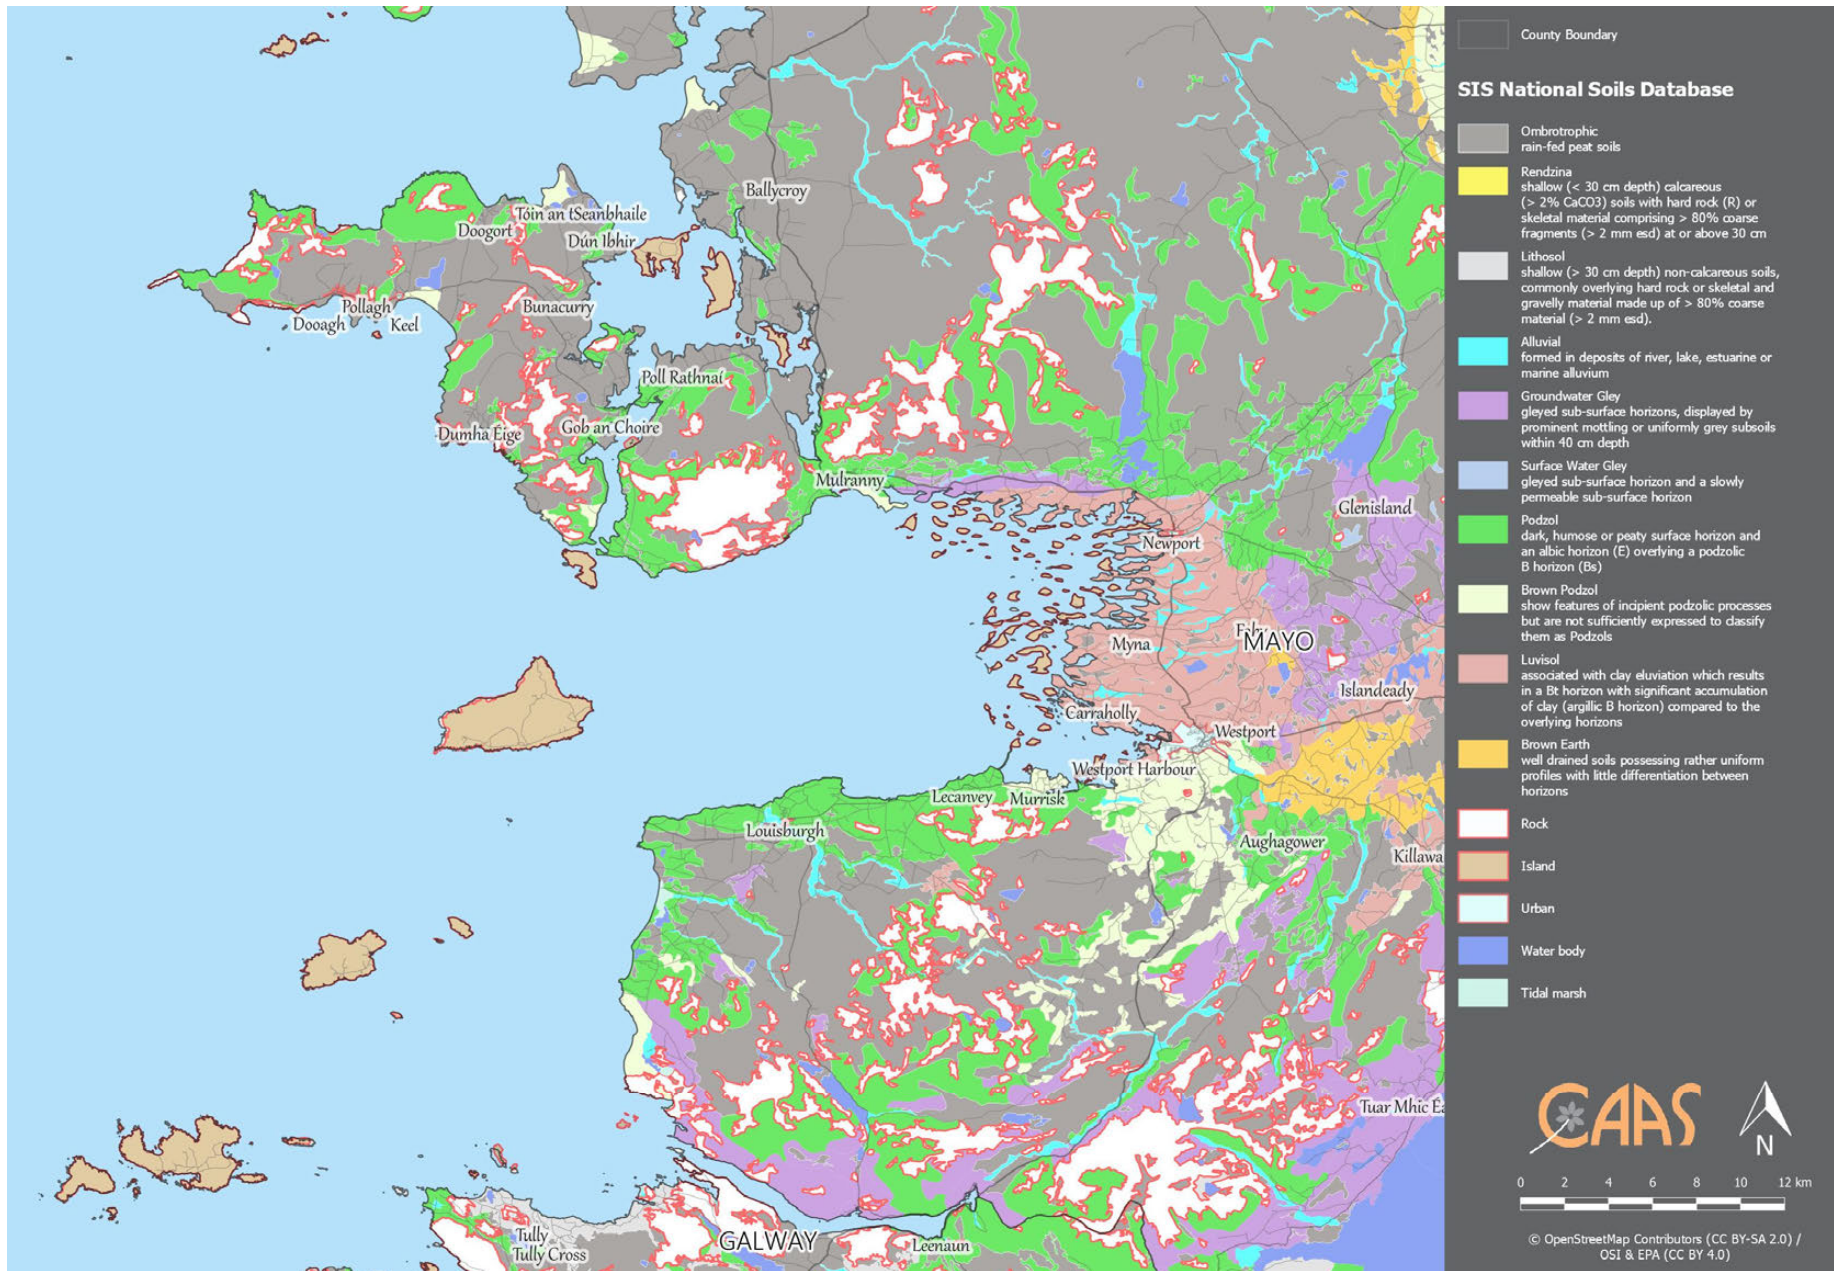 Ballycroy
Tóin an tSeanbhaile
Doogort
Dún Ibhir
Pollagh
Bunacurry
Dooagh
Keel
Poll Rathnaí
Dumha Éige
Gob an Choire
Mulranny
Glenisland
Newport
Myna
MAYO
Islandeady
Carraholly
Westport
Westport Harbour
Lecanvey
Murrisk
Louisburgh
Aughagower
Killawa
Tuar Mhic Éa
Tully
Tully Cross
GALWAY
Leenaun
County Boundary
SIS National Soils Database
Ombrotrophic
rain-fed peat soils
Rendzina
shallow (< 30 cm depth) calcareous
(> 2% CaCO3) soils with hard rock (R) or
skeletal material comprising > 80% coarse
fragments (> 2 mm esd) at or above 30 cm
Lithosol
shallow (> 30 cm depth) non-calcareous soils,
commonly overlying hard rock or skeletal and
gravelly material made up of > 80% coarse
material (> 2 mm esd).
Alluvial
formed in deposits of river, lake, estuarine or
marine alluvium
Groundwater Gley
gleyed sub-surface horizons, displayed by
prominent mottling or uniformly grey subsoils
within 40 cm depth
Surface Water Gley
gleyed sub-surface horizon and a slowly
permeable sub-surface horizon
Podzol
dark, humose or peaty surface horizon and
an albic horizon (E) overlying a podzolic
B horizon (Bs)
Brown Podzol
show features of incipient podzolic processes
but are not sufficiently expressed to classify
them as Podzols
Luvisol
associated with clay eluviation which results
in a Bt horizon with significant accumulation
of clay (argillic B horizon) compared to the
overlying horizons
Brown Earth
well drained soils possessing rather uniform
profiles with little differentiation between
horizons
Rock
Island
Urban
Water body
Tidal marsh
CAAS
N
0 2 4 6 8 10 12 km
© OpenStreetMap Contributors (CC BY-SA 2.0) /
OSI & EPA (CC BY 4.0)